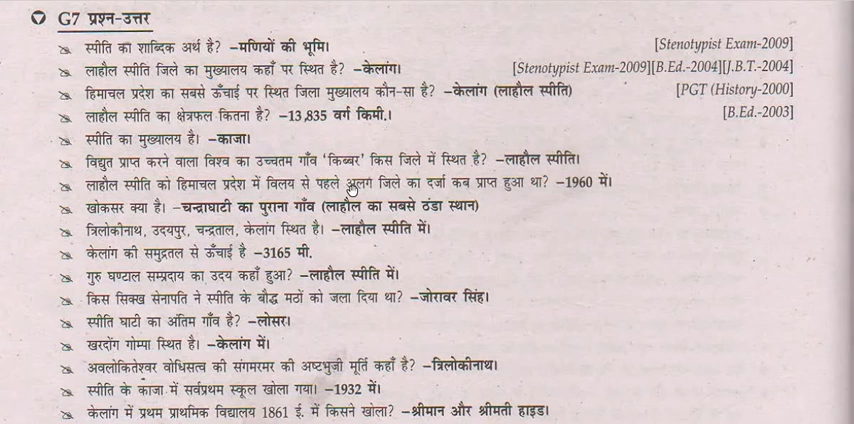 G7 प्रश्न-उत्तर
स्पीति का शाब्दिक अर्थ है? –मणियों की भूमि। [Stenotypist Exam-2009]
लाहौल स्पीति जिले का मुख्यालय कहाँ पर स्थित है? –केलांग। [Stenotypist Exam-2009][B.Ed.-2004][J.B.T.-2004]
हिमाचल प्रदेश का सबसे ऊँचाई पर स्थित जिला मुख्यालय कौन-सा है? –केलांग (लाहौल स्पीति) [PGT (History-2000]
लाहौल स्पीति का क्षेत्रफल कितना है? –13,835 वर्ग किमी.। [B.Ed.-2003]
स्पीति का मुख्यालय है। –काजा।
विद्युत प्राप्त करने वाला विश्व का उच्चतम गाँव ‘किब्बर’ किस जिले में स्थित है? –लाहौल स्पीति।
लाहौल स्पीति को हिमाचल प्रदेश में विलय से पहले अलग जिले का दर्जा कब प्राप्त हुआ था? –1960 में।
खोकसर क्या है। –चन्द्राघाटी का पुराना गाँव (लाहौल का सबसे ठंडा स्थान)
त्रिलोकीनाथ, उदयपुर, चन्द्रताल, केलांग स्थित है। –लाहौल स्पीति में।
केलांग की समुद्रतल से ऊँचाई है –3165 मी.
गुरु घण्टाल सम्प्रदाय का उदय कहाँ हुआ? –लाहौल स्पीति में।
किस सिक्ख सेनापति ने स्पीति के बौद्ध मठों को जला दिया था? –जोरावर सिंह।
स्पीति घाटी का अंतिम गाँव है? –लोसर।
खरदोंग गोम्पा स्थित है। –केलांग में।
अवलोकितेश्वर वोधिसत्व की संगमरमर की अष्टभुजी मूर्ति कहाँ है? –त्रिलोकीनाथ।
स्पीति के काजा में सर्वप्रथम स्कूल खोला गया। –1932 में।
केलांग में प्रथम प्राथमिक विद्यालय 1861 ई. में किसने खोला? –श्रीमान और श्रीमती हाइड।